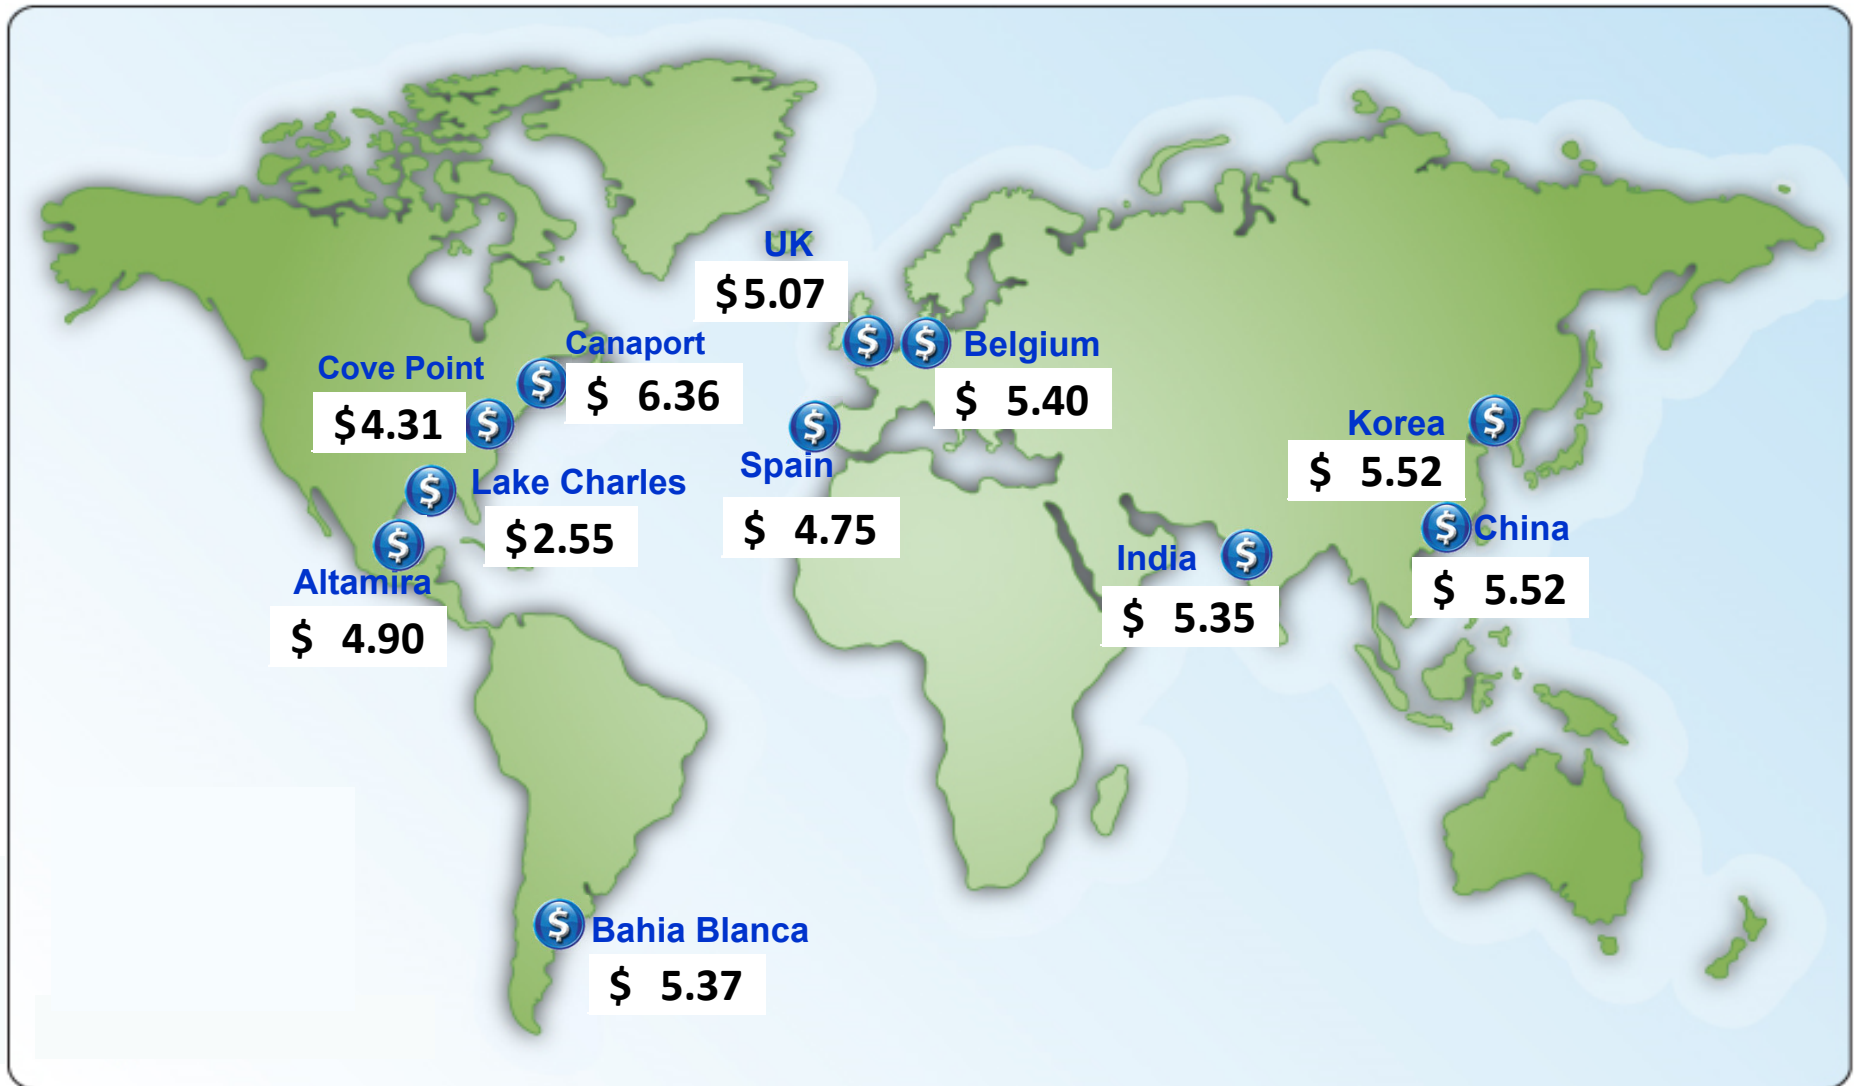 UK
$5.07
Canaport
$ 6.36
Cove Point
$4.31
Belgium
$ 5.40
Lake Charles
$2.55
Spain
$ 4.75
Korea
$ 5.52
China
$ 5.52
India
$ 5.35
Altamira
$ 4.90
Bahia Blanca
$ 5.37